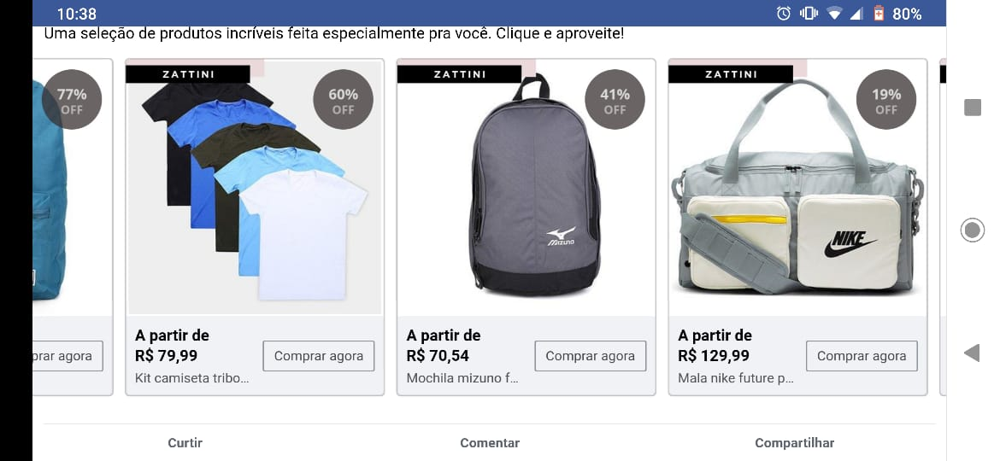 10:38
80%
Uma seleção de produtos incríveis feita especialmente pra você. Clique e aproveite!
77%
OFF
prar agora
ZATTINI
60%
OFF
A partir de
R$ 79,99
Comprar agora
Kit camiseta tribo...
ZATTINI
41%
OFF
Mizuno
A partir de
R$ 70,54
Comprar agora
Mochila mizuno f...
ZATTINI
19%
OFF
NIKE
A partir de
R$ 129,99
Comprar agora
Mala nike future p...
Curtir
Comentar
Compartilhar